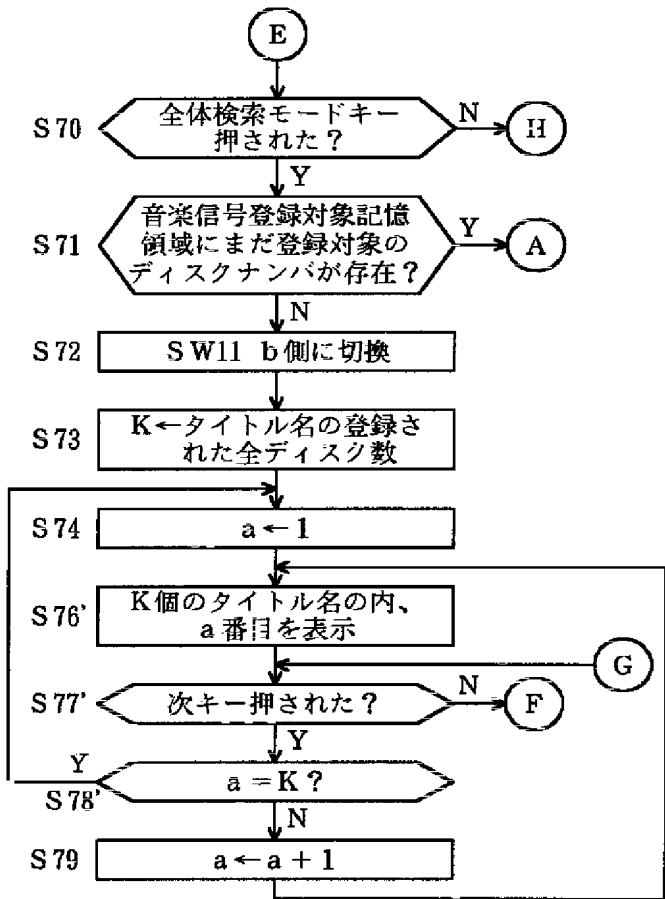 E
S70
全体検索モードキー
押された？
N
H
Y
S71
音楽信号登録対象記憶
領域にまだ登録対象の
ディスクナンバが存在？
Y
A
N
S72
SW11 b側に切換
S73
K←タイトル名の登録さ
れた全ディスク数
S74
a←1
S76'
K個のタイトル名の内、
a番目を表示
G
S77'
次キー押された？
N
F
Y
Y
S78'
a=K？
N
S79
a←a+1